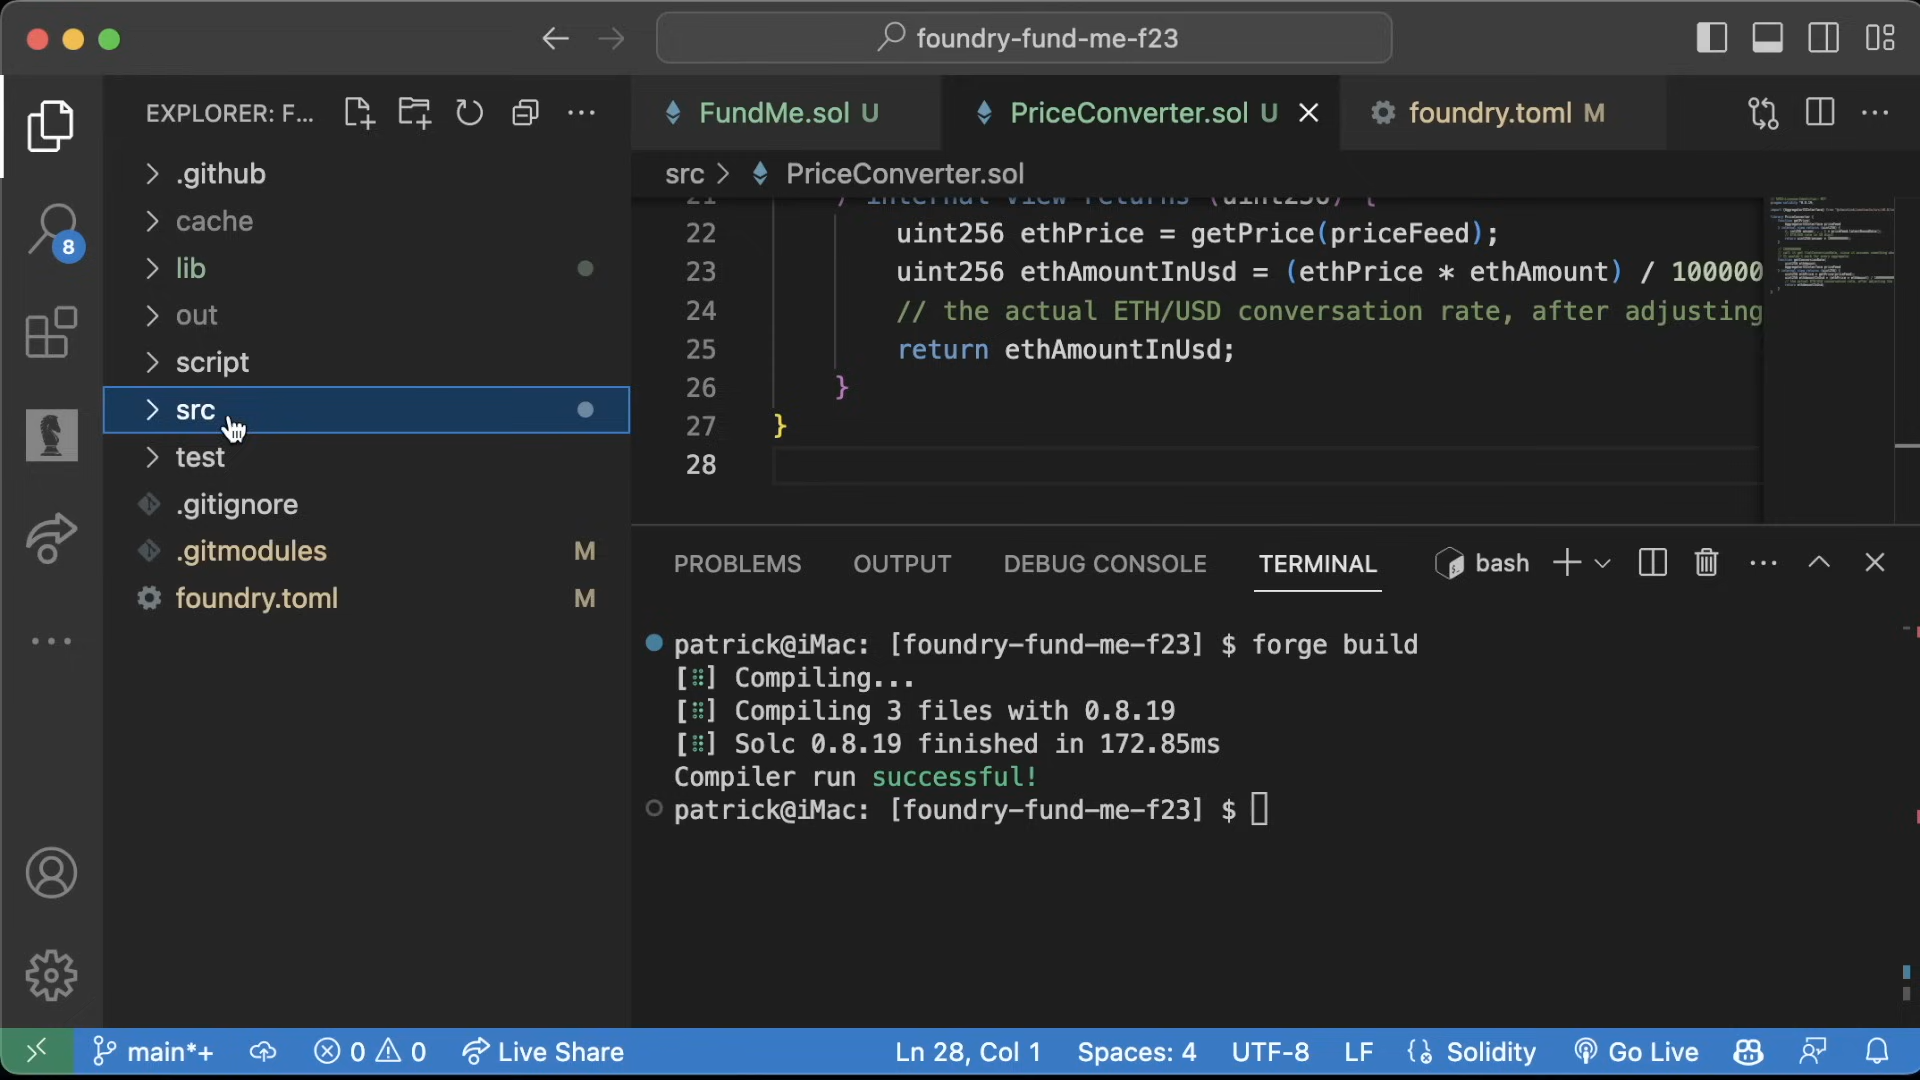 foundry-fund-me-f23
EXPLORER: F...
.github
cache
lib
out
script
src
test
.gitignore
.gitmodules M
foundry.toml M
8
FundMe.sol U
PriceConverter.sol U
foundry.toml M
src > PriceConverter.sol
21 ) internal view returns (uint256) {
22 uint256 ethPrice = getPrice(priceFeed);
23 uint256 ethAmountInUsd = (ethPrice * ethAmount) / 100000
24 // the actual ETH/USD conversation rate, after adjusting
25 return ethAmountInUsd;
26 }
27 }
28
PROBLEMS OUTPUT DEBUG CONSOLE TERMINAL bash
patrick@iMac: [foundry-fund-me-f23] $ forge build
[⠿] Compiling...
[⠿] Compiling 3 files with 0.8.19
[⠿] Solc 0.8.19 finished in 172.85ms
Compiler run successful!
patrick@iMac: [foundry-fund-me-f23] $
main*+ 0 0 Live Share Ln 28, Col 1 Spaces: 4 UTF-8 LF Solidity Go Live